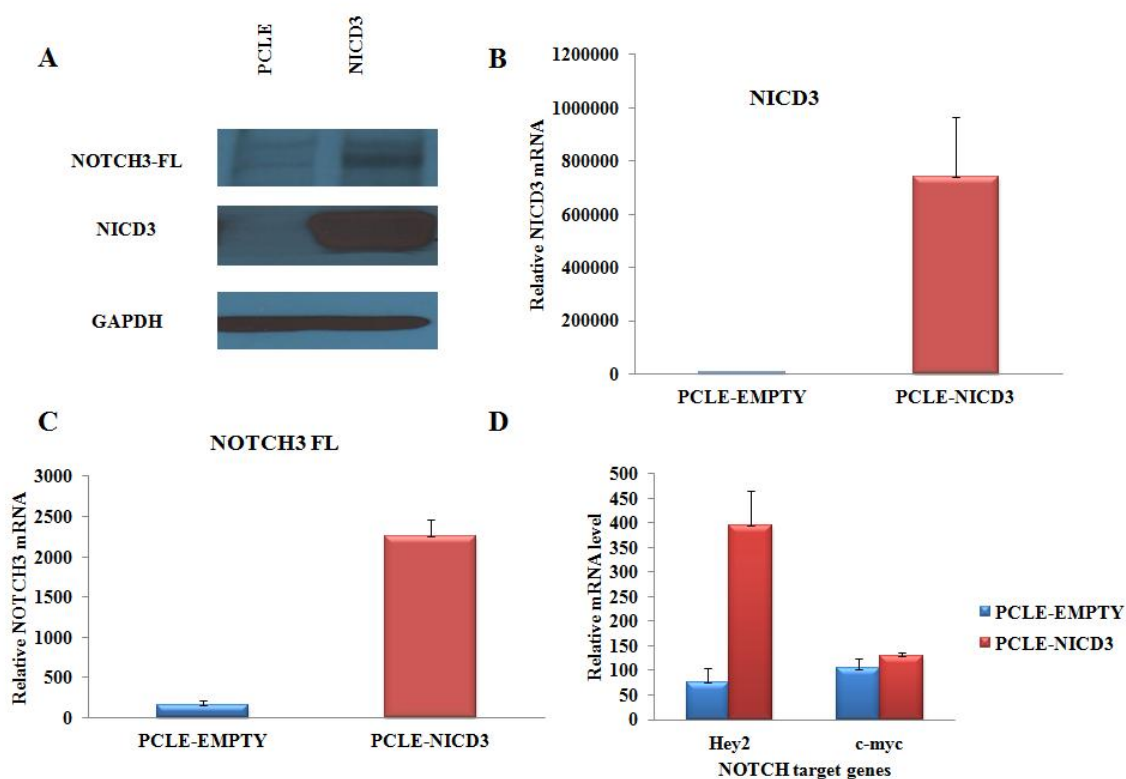 A
PCLE
NICD3
NOTCH3-FL
NICD3
GAPDH
B
NICD3
Relative NICD3 mRNA
1200000
1000000
800000
600000
400000
200000
0
PCLE-EMPTY
PCLE-NICD3
C
NOTCH3 FL
Relative NOTCH3 mRNA
3000
2500
2000
1500
1000
500
0
PCLE-EMPTY
PCLE-NICD3
D
Relative mRNA level
500
450
400
350
300
250
200
150
100
50
0
Hey2
c-myc
NOTCH target genes
PCLE-EMPTY
PCLE-NICD3